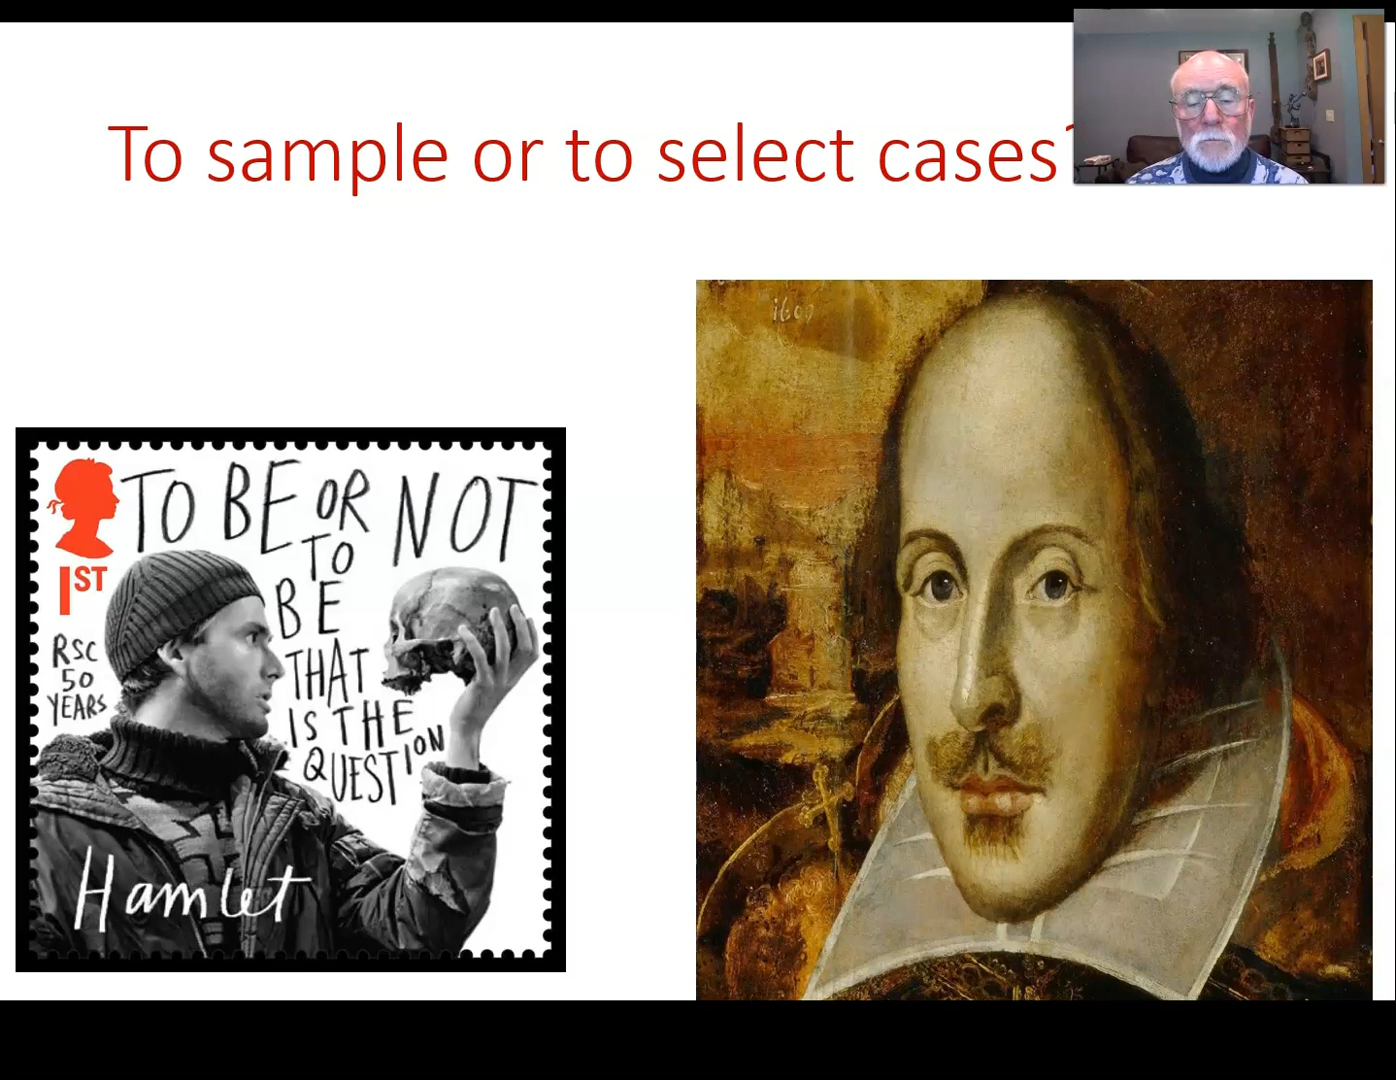 To sample or to select cases?
TO BE OR NOT
TO
BE
THAT
IS THE
QUESTION
1ST
RSC
50
YEARS
Hamlet
1609